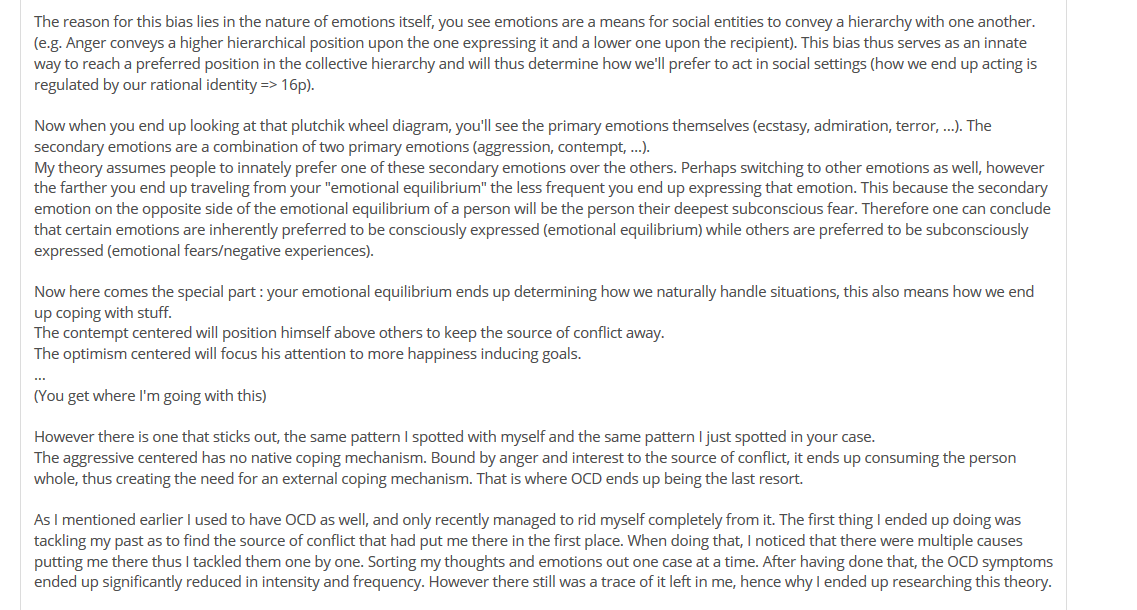 The reason for this bias lies in the nature of emotions itself, you see emotions are a means for social entities to convey a hierarchy with one another.
(e.g. Anger conveys a higher hierarchical position upon the one expressing it and a lower one upon the recipient). This bias thus serves as an innate
way to reach a preferred position in the collective hierarchy and will thus determine how we'll prefer to act in social settings (how we end up acting is
regulated by our rational identity => 16p).
Now when you end up looking at that plutchik wheel diagram, you'll see the primary emotions themselves (ecstasy, admiration, terror, ...). The
secondary emotions are a combination of two primary emotions (aggression, contempt, ...).
My theory assumes people to innately prefer one of these secondary emotions over the others. Perhaps switching to other emotions as well, however
the farther you end up traveling from your "emotional equilibrium" the less frequent you end up expressing that emotion. This because the secondary
emotion on the opposite side of the emotional equilibrium of a person will be the person their deepest subconscious fear. Therefore one can conclude
that certain emotions are inherently preferred to be consciously expressed (emotional equilibrium) while others are preferred to be subconsciously
expressed (emotional fears/negative experiences).
Now here comes the special part : your emotional equilibrium ends up determining how we naturally handle situations, this also means how we end
up coping with stuff.
The contempt centered will position himself above others to keep the source of conflict away.
The optimism centered will focus his attention to more happiness inducing goals.
...
(You get where I'm going with this)
However there is one that sticks out, the same pattern I spotted with myself and the same pattern I just spotted in your case.
The aggressive centered has no native coping mechanism. Bound by anger and interest to the source of conflict, it ends up consuming the person
whole, thus creating the need for an external coping mechanism. That is where OCD ends up being the last resort.
As I mentioned earlier I used to have OCD as well, and only recently managed to rid myself completely from it. The first thing I ended up doing was
tackling my past as to find the source of conflict that had put me there in the first place. When doing that, I noticed that there were multiple causes
putting me there thus I tackled them one by one. Sorting my thoughts and emotions out one case at a time. After having done that, the OCD symptoms
ended up significantly reduced in intensity and frequency. However there still was a trace of it left in me, hence why I ended up researching this theory.